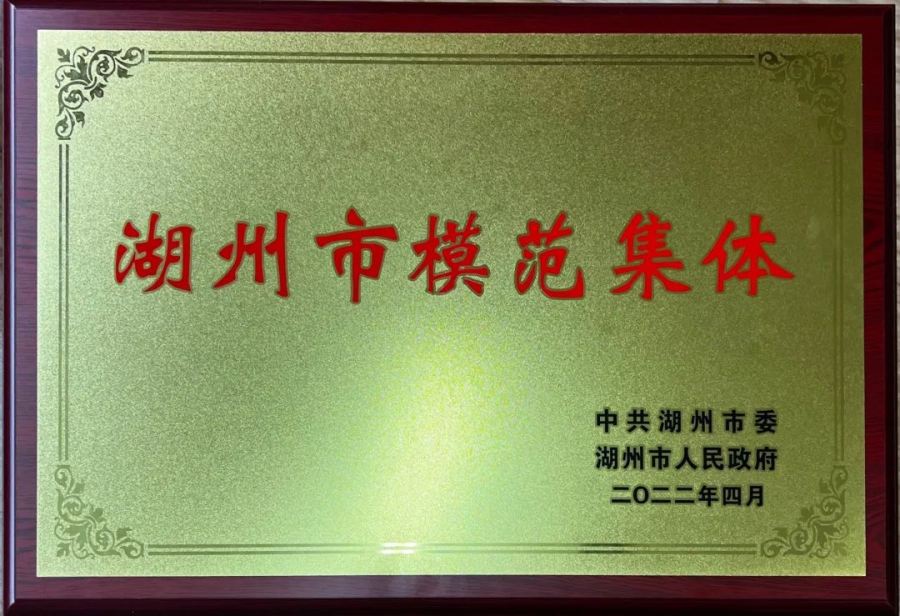 湖州市模范集体
中共湖州市委
湖州市人民政府
二〇二二年四月